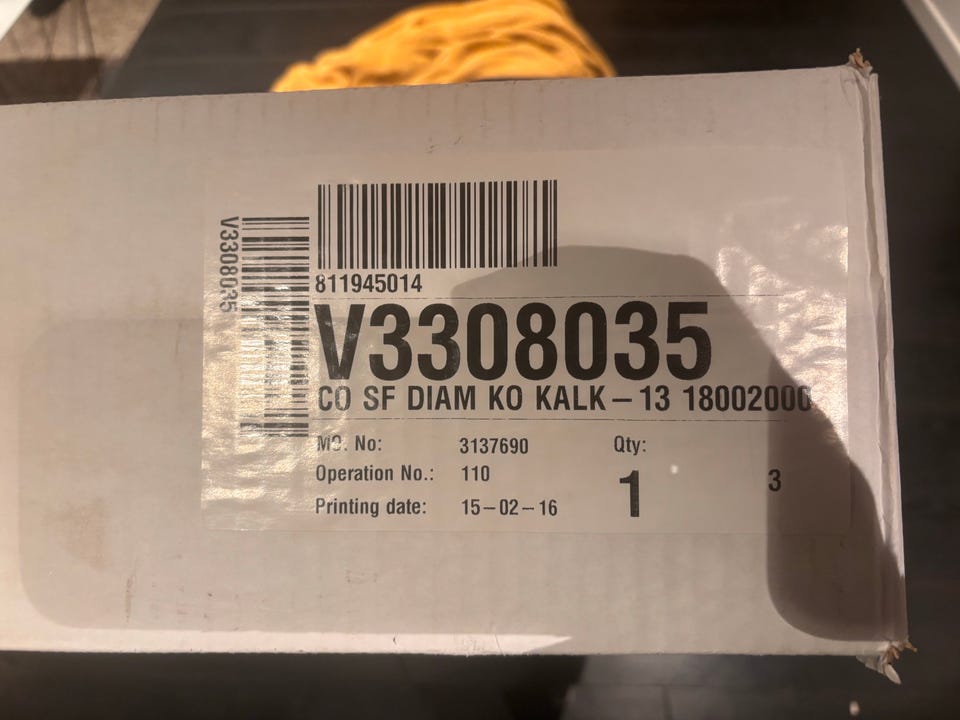 V3308035
811945014
V3308035
CO SF DIAM KO KALK-13 18002000
MO. No: 3137690 Qty:
Operation No.: 110 1 3
Printing date: 15-02-16